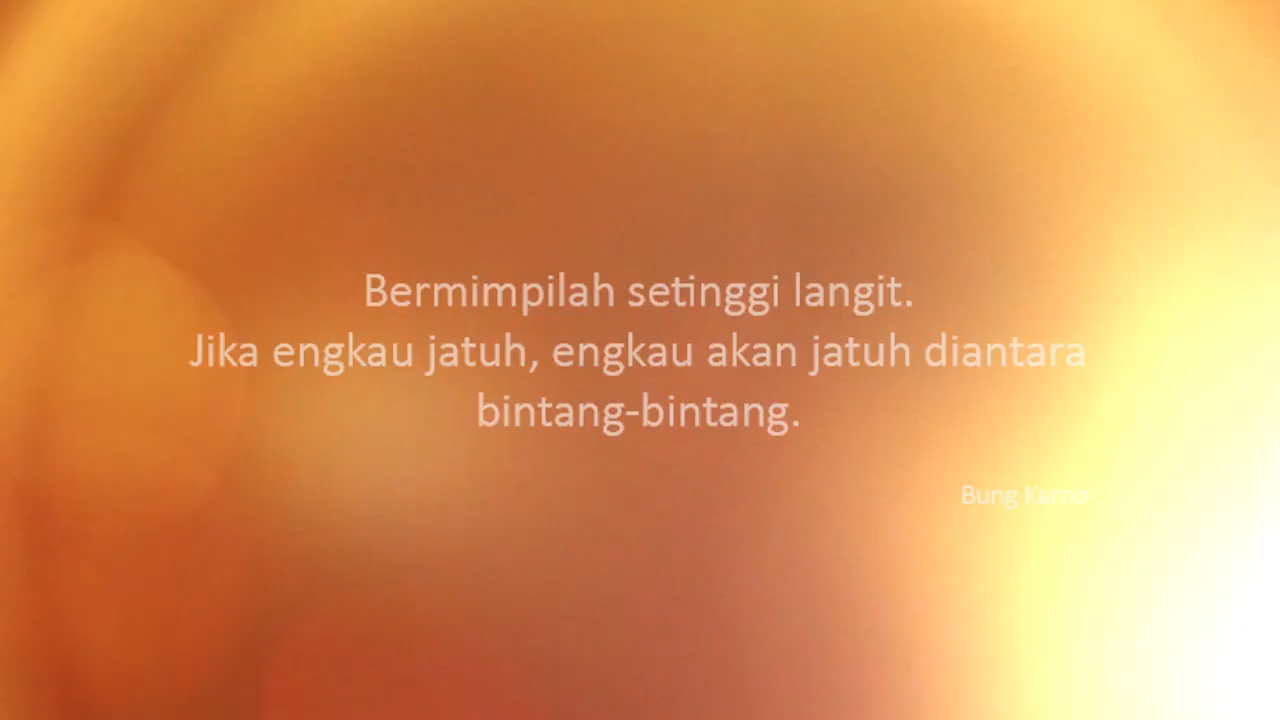 Bermimpilah setinggi langit.
Jika engkau jatuh, engkau akan jatuh diantara
bintang-bintang.
Bung Karno